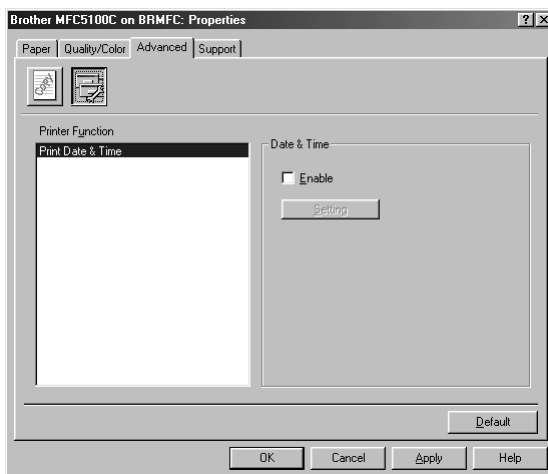 Brother MFC5100C on BRMFC: Properties
Paper Quality/Color Advanced Support
Copy
Printer Function
Print Date & Time
Date & Time
Enable
Setting
Default
OK Cancel Apply Help